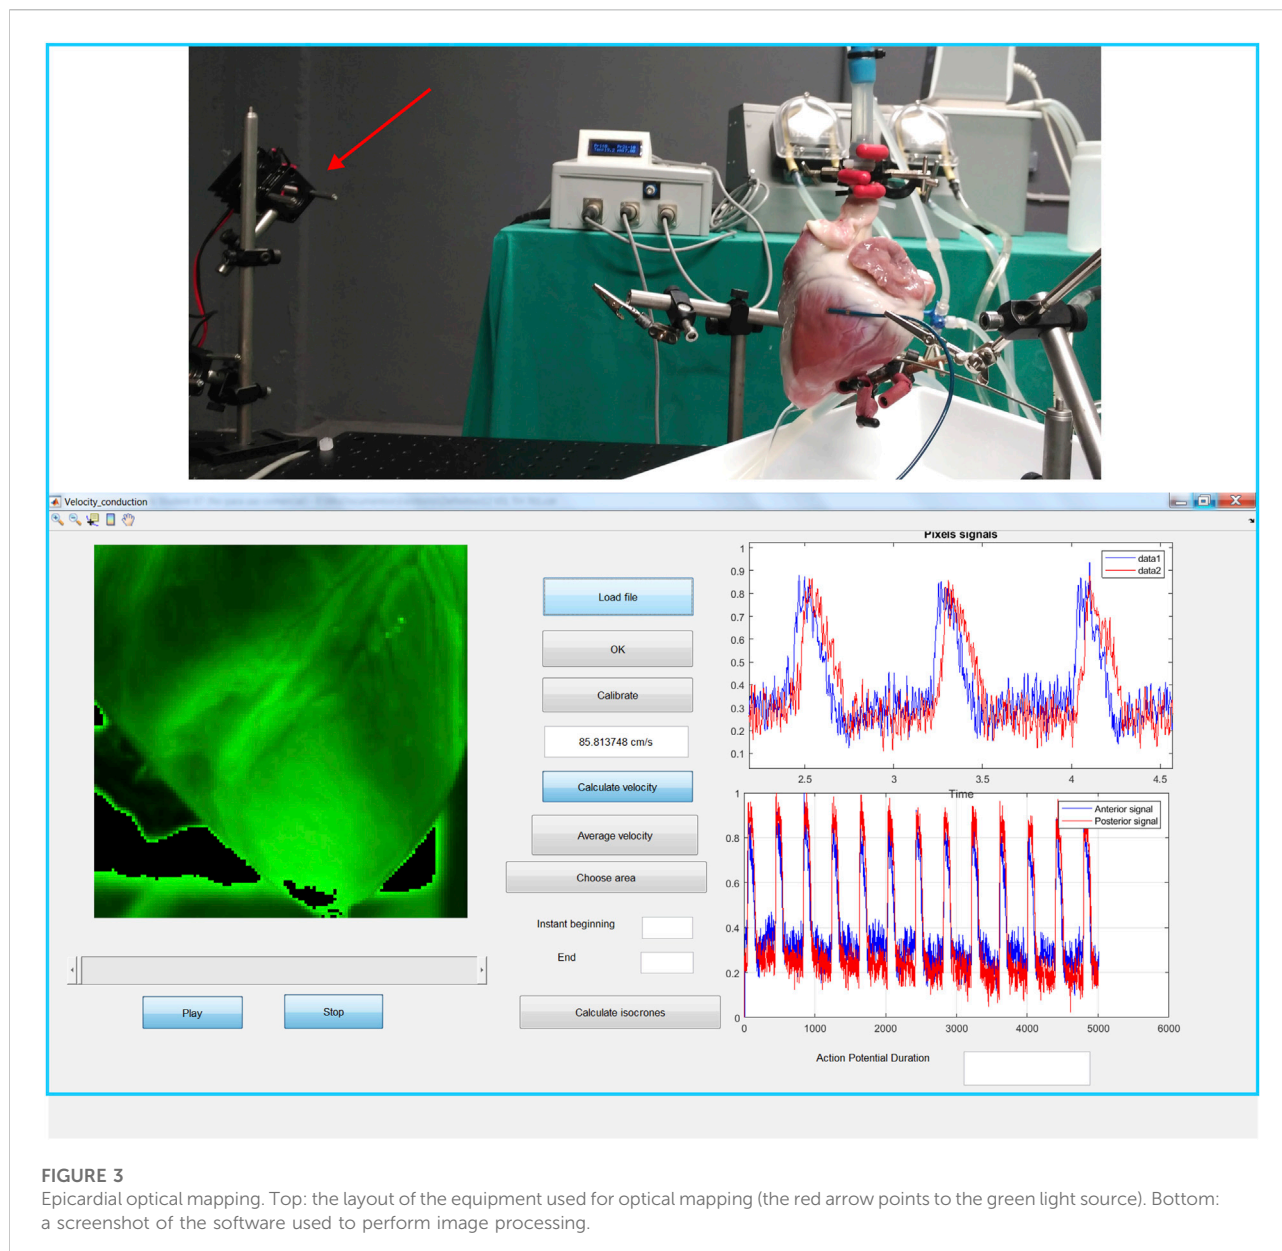 Velocity_conduction
Load file
OK
Calibrate
85.813748 cm/s
Calculate velocity
Average velocity
Choose area
Instant beginning
End
Calculate isocrones
Play
Stop
Pixels signals
1
0.9
0.8
0.7
0.6
0.5
0.4
0.3
0.2
0.1
data1
data2
2.5 3 3.5 4 4.5
Time
1
0.8
0.6
0.4
0.2
0
Anterior signal
Posterior signal
0 1000 2000 3000 4000 5000 6000
Action Potential Duration
FIGURE 3
Epicardial optical mapping. Top: the layout of the equipment used for optical mapping (the red arrow points to the green light source). Bottom:
a screenshot of the software used to perform image processing.